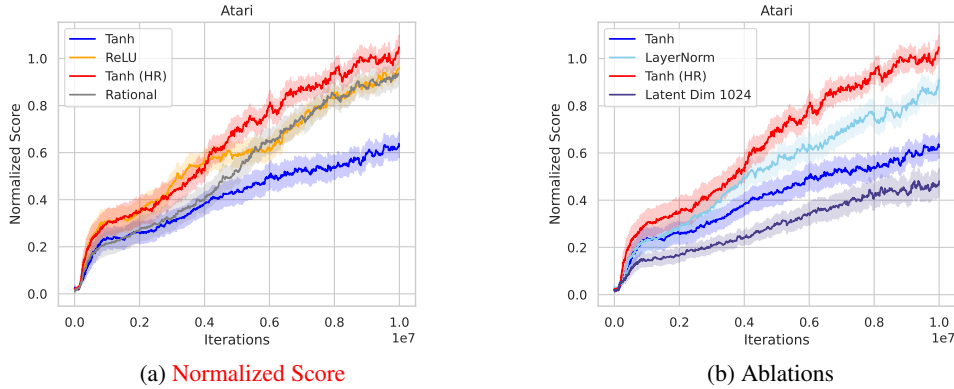 Atari
Normalized Score
1.0
0.8
0.6
0.4
0.2
0.0
Tanh
ReLU
Tanh (HR)
Rational
0.0 0.2 0.4 0.6 0.8 1.0
Iterations
1e7
(a) Normalized Score
Atari
Normalized Score
1.0
0.8
0.6
0.4
0.2
0.0
Tanh
LayerNorm
Tanh (HR)
Latent Dim 1024
0.0 0.2 0.4 0.6 0.8 1.0
Iterations
1e7
(b) Ablations